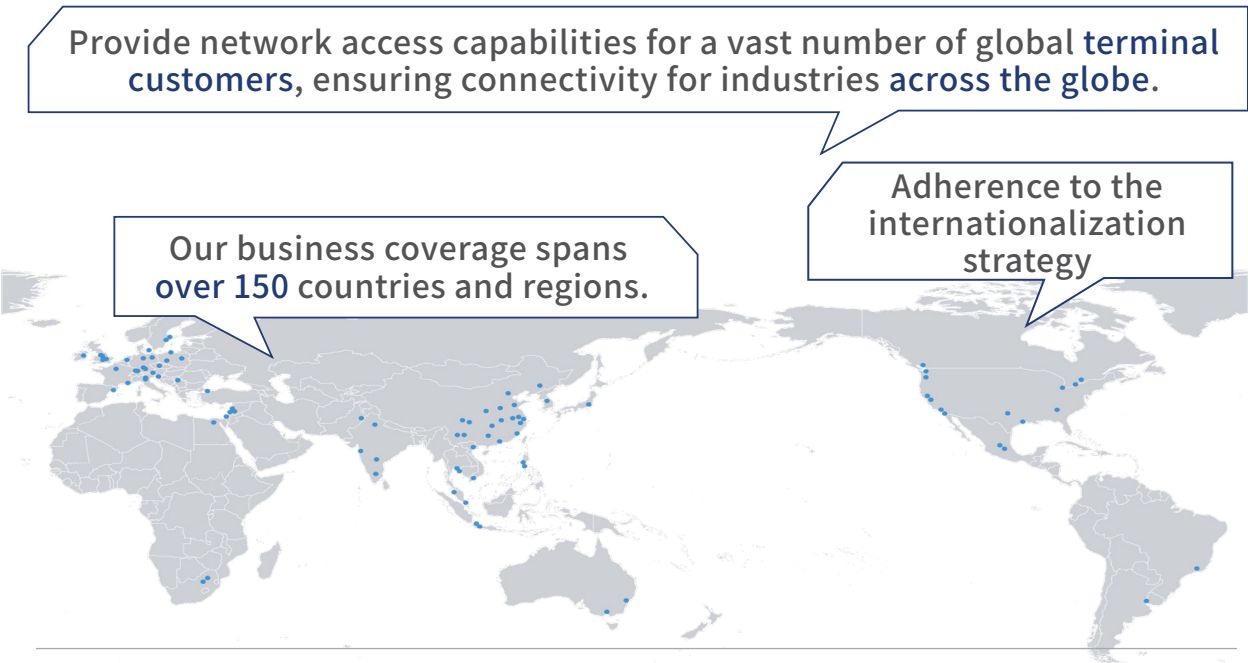 Provide network access capabilities for a vast number of global terminal
customers, ensuring connectivity for industries across the globe.
Adherence to the
internationalization
strategy
Our business coverage spans
over 150 countries and regions.